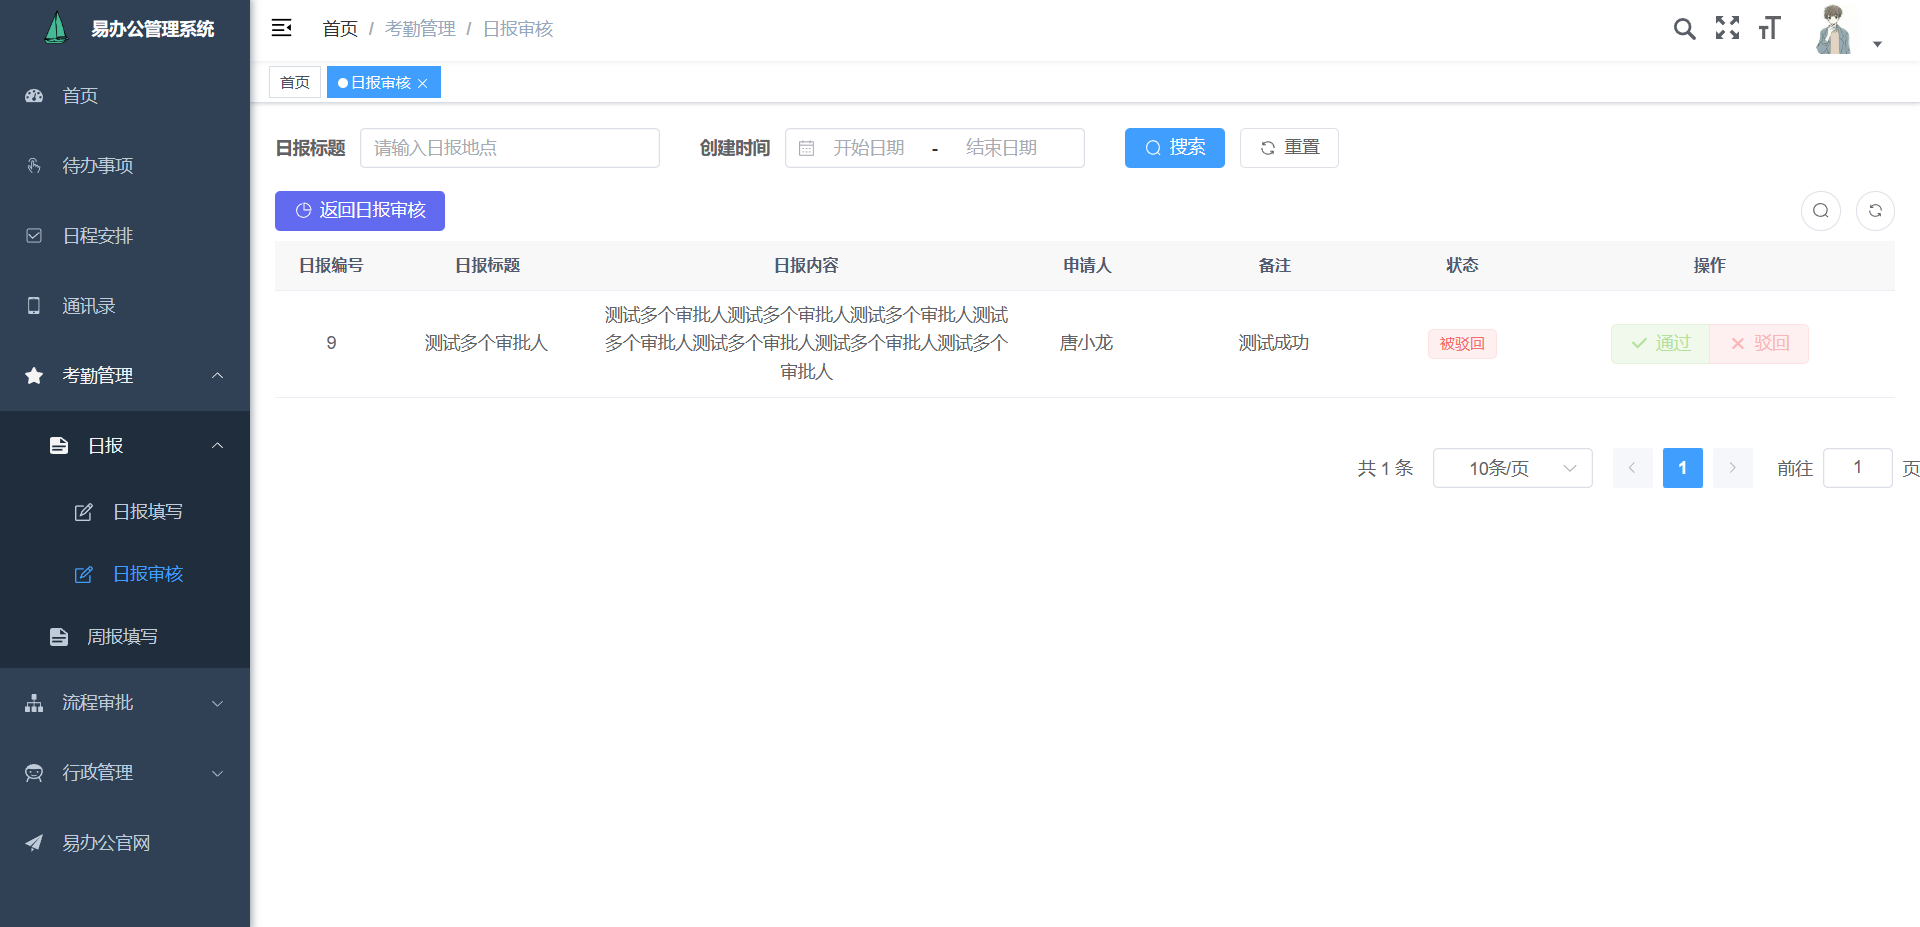 易办公管理系统
首页
待办事项
日程安排
通讯录
考勤管理
日报
日报填写
日报审核
周报填写
流程审批
行政管理
易办公官网
首页 / 考勤管理 / 日报审核
首页
日报审核
日报标题 请输入日报地点 创建时间 开始日期 - 结束日期 搜索 重置
返回日报审核
日报编号 日报标题 日报内容 申请人 备注 状态 操作
测试多个审批人测试多个审批人测试多个审批人测试
9 测试多个审批人 多个审批人测试多个审批人测试多个审批人测试多个 唐小龙 测试成功 被驳回 通过 驳回
审批人
共 1 条 10条/页 1 前往 1 页